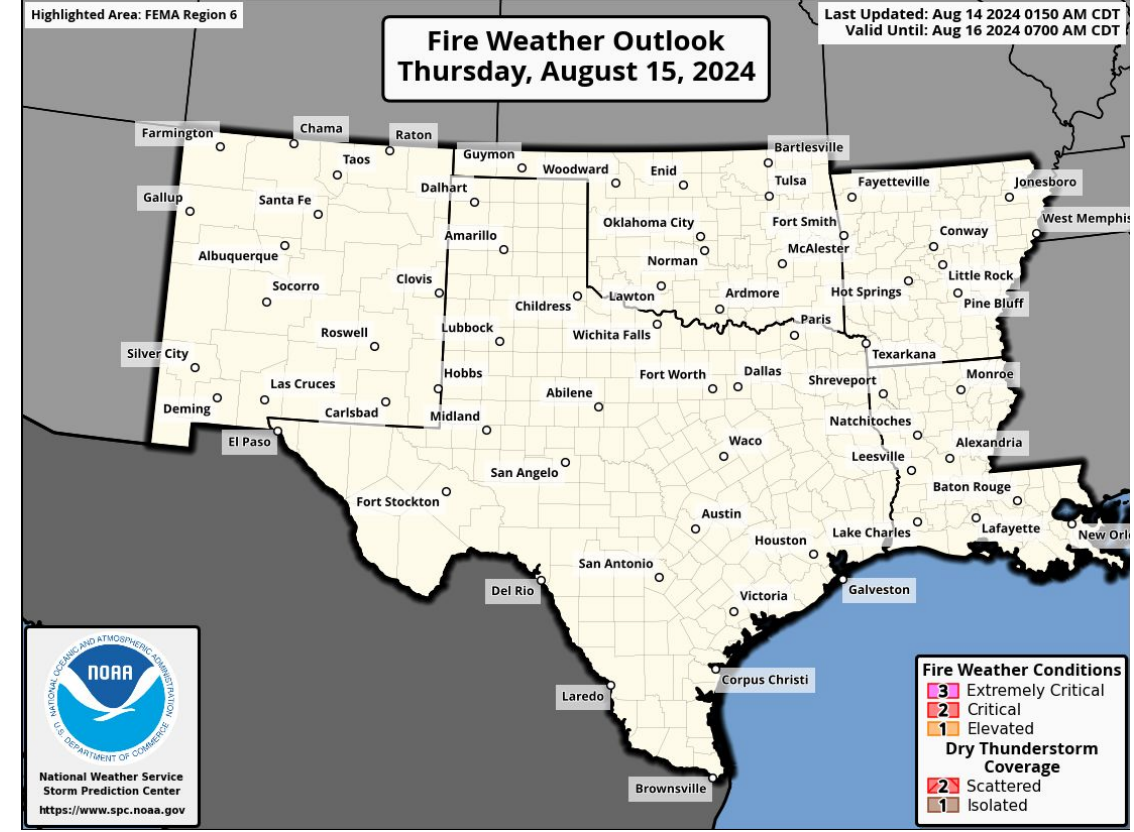 Highlighted Area: FEMA Region 6
Last Updated: Aug 14 2024 0150 AM CDT
Valid Until: Aug 16 2024 0700 AM CDT
Fire Weather Outlook
Thursday, August 15, 2024
Farmington
Chama
Raton
Taos
Guymon
Woodward
Enid
Bartlesville
Tulsa
Fayetteville
Jonesboro
Gallup
Santa Fe
Dalhart
West Memphis
Oklahoma City
Fort Smith
Conway
Amarillo
McAlester
Albuquerque
Norman
Little Rock
Socorro
Clovis
Childress
Lawton
Ardmore
Hot Springs
Pine Bluff
Roswell
Lubbock
Wichita Falls
Paris
Texarkana
Silver City
Hobbs
Fort Worth
Dallas
Shreveport
Monroe
Las Cruces
Abilene
Deming
Carlsbad
Midland
Natchitoches
El Paso
Waco
Alexandria
Leesville
San Angelo
Baton Rouge
Fort Stockton
Austin
Houston
Lake Charles
Lafayette
New Orl
San Antonio
Del Rio
Galveston
Victoria
Corpus Christi
Laredo
Brownsville
NATIONAL OCEANIC AND ATMOSPHERIC ADMINISTRATION
NOAA
U.S. DEPARTMENT OF COMMERCE
National Weather Service
Storm Prediction Center
https://www.spc.noaa.gov
Fire Weather Conditions
3 Extremely Critical
2 Critical
1 Elevated
Dry Thunderstorm
Coverage
2 Scattered
1 Isolated